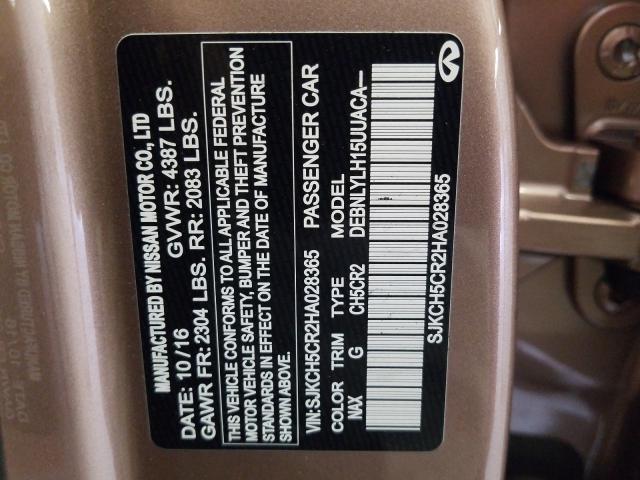 MANUFACTURED BY NISSAN MOTOR CO., LTD
DATE: 10/16 GVWR: 4387 LBS.
GAWR FR: 2304 LBS. RR: 2083 LBS.
THIS VEHICLE CONFORMS TO ALL APPLICABLE FEDERAL
MOTOR VEHICLE SAFETY, BUMPER AND THEFT PREVENTION
STANDARDS IN EFFECT ON THE DATE OF MANUFACTURE
SHOWN ABOVE.
VIN:SJKCH5CR2HA028365 PASSENGER CAR
COLOR TRIM TYPE MODEL
NAX G CH5CR2 DEBNLYLH15UUACA—
SJKCH5CR2HA028365